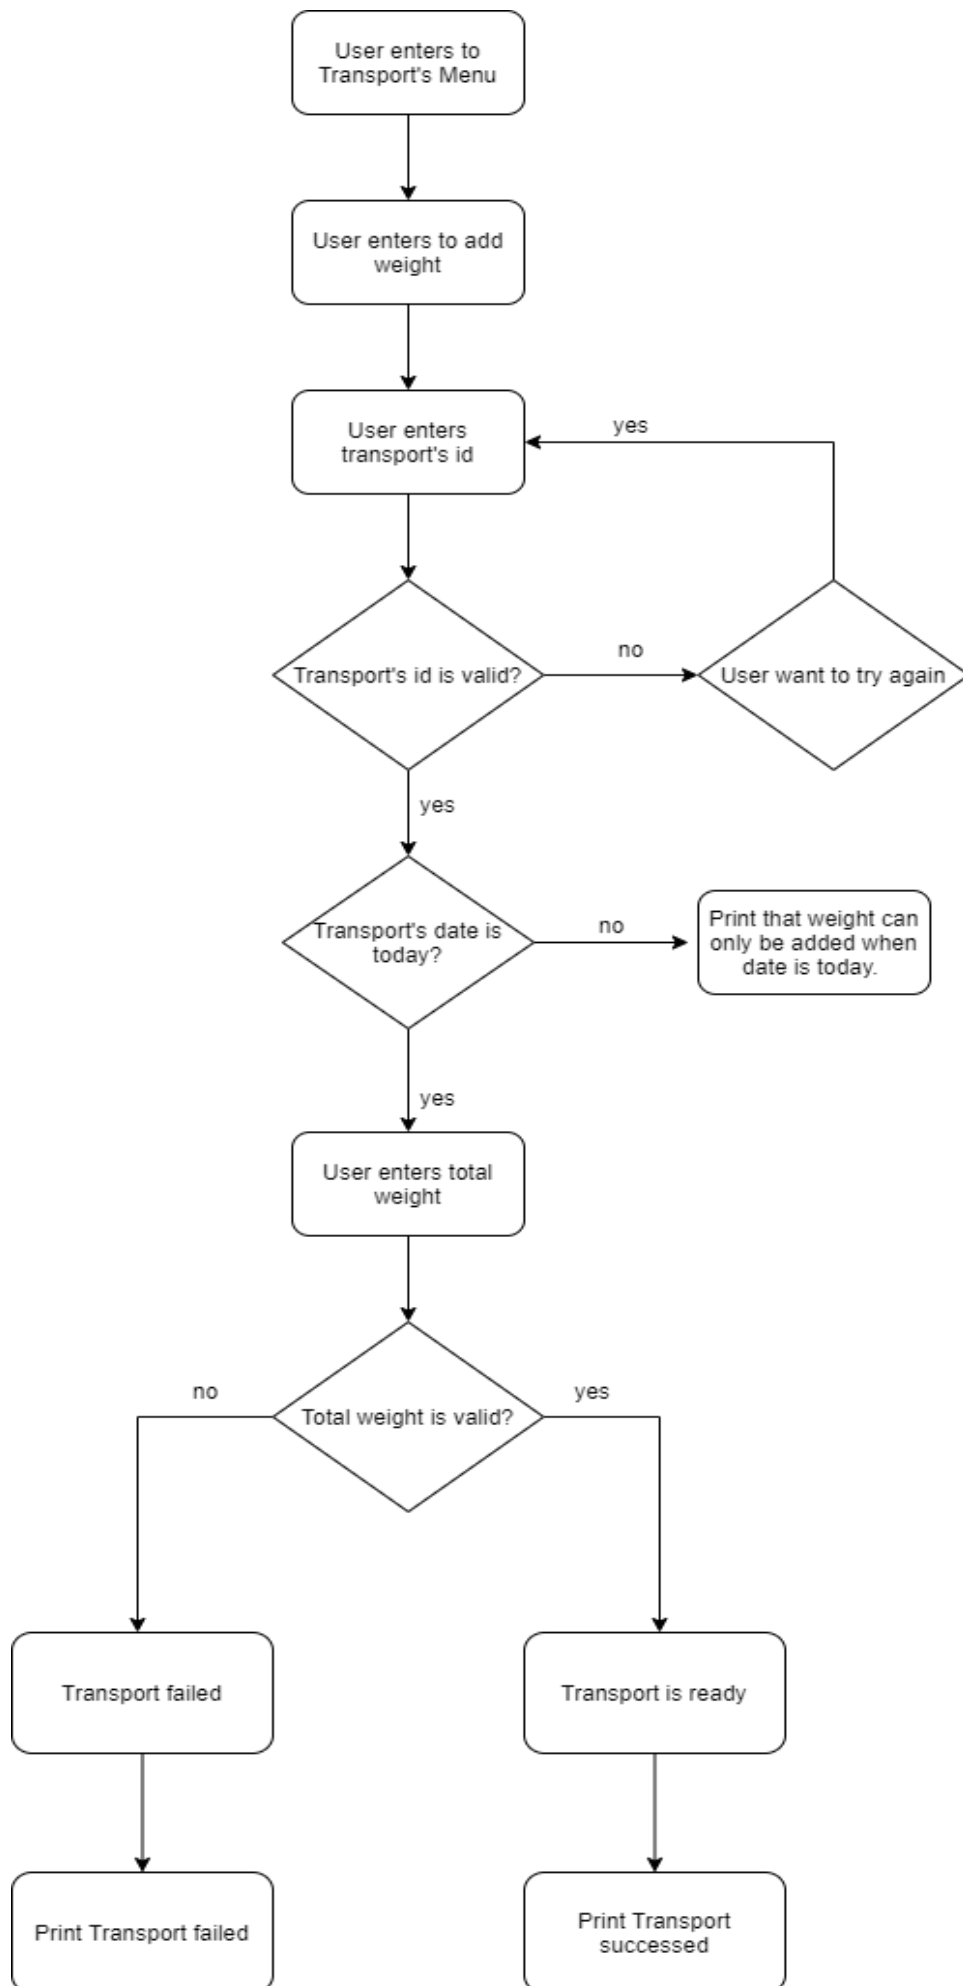 User enters to
Transport's Menu
User enters to add
weight
User enters
transport's id
yes
Transport's id is valid?
no
User want to try again
yes
Transport's date is
today?
no
Print that weight can
only be added when
date is today.
yes
User enters total
weight
no
Total weight is valid?
yes
Transport failed
Transport is ready
Print Transport failed
Print Transport
successed